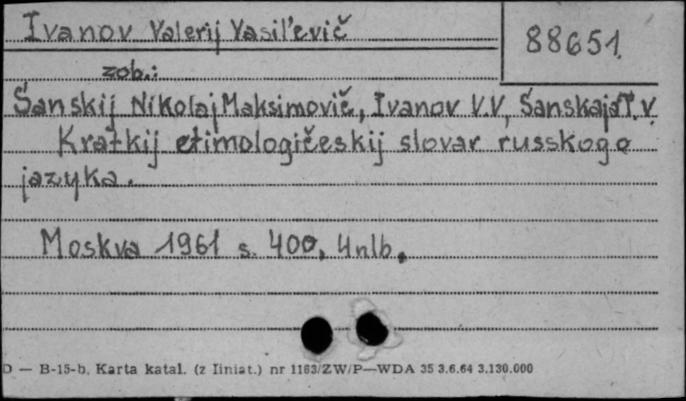 Ivanov Valerij Vasil'evič
88651
zob.:
Šanskij Nikolaj Maksimovič, Ivanov V.V, Šanskaja T.V.
Kratkij etimologičeskij slovar russkogo
jazyka.
Moskva 1961 s. 400, 4nlb.
D — B-15-b. Karta katal. (z liniat.) nr 1163/ZW/P—WDA 35 3.6.64 3.130.000